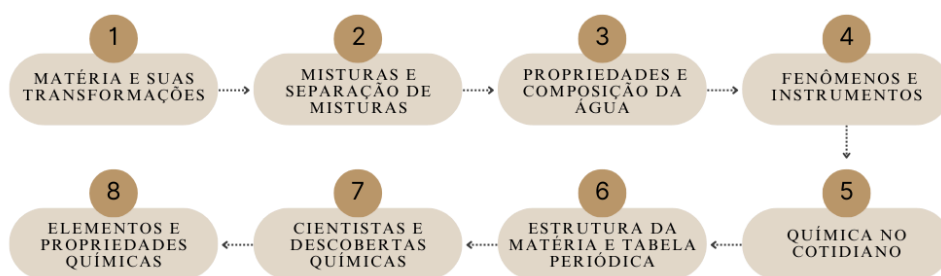 1
MATÉRIA E SUAS
TRANSFORMAÇÕES
2
MISTURAS E
SEPARAÇÃO DE
MISTURAS
3
PROPRIEDADES E
COMPOSIÇÃO DA
ÁGUA
4
FENÔMENOS E
INSTRUMENTOS
5
QUÍMICA NO
COTIDIANO
6
ESTRUTURA DA
MATÉRIA E TABELA
PERIÓDICA
7
CIENTISTAS E
DESCOBERTAS
QUÍMICAS
8
ELEMENTOS E
PROPRIEDADES
QUÍMICAS